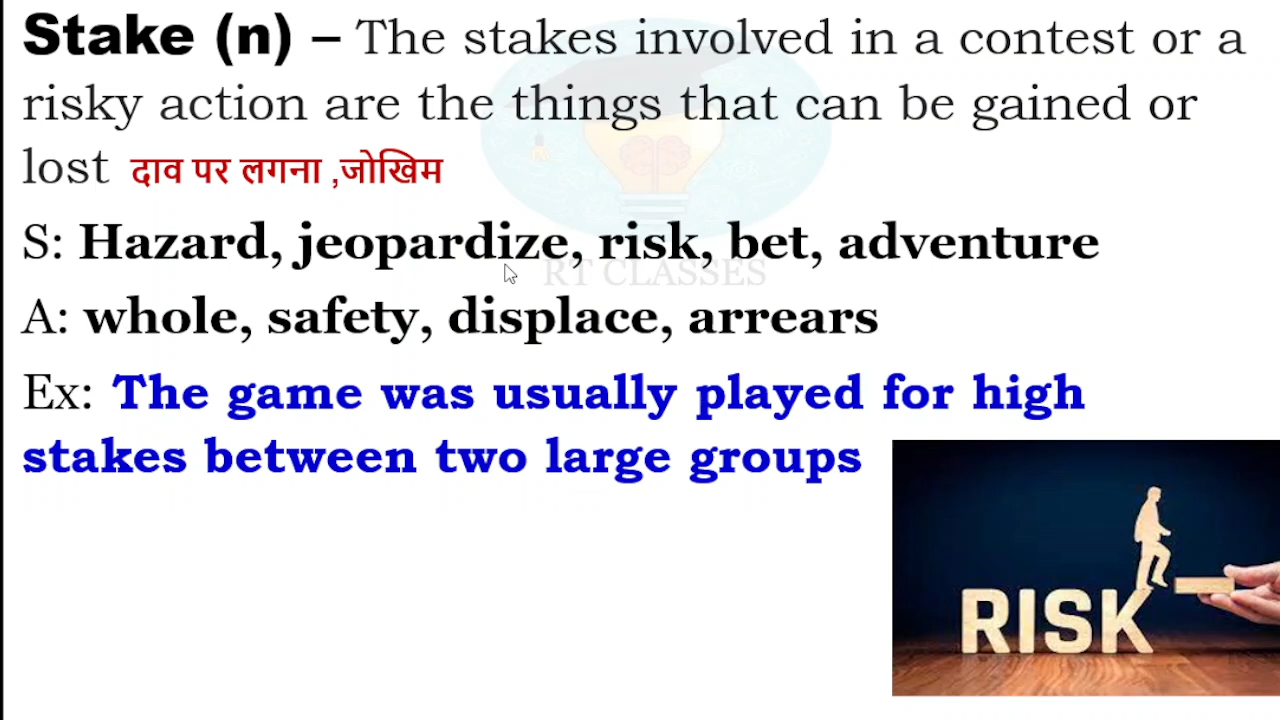 Stake (n) – The stakes involved in a contest or a
risky action are the things that can be gained or
lost दाव पर लगना ,जोखिम
S: Hazard, jeopardize, risk, bet, adventure
RT CLASSES
A: whole, safety, displace, arrears
Ex: The game was usually played for high
stakes between two large groups
RISK